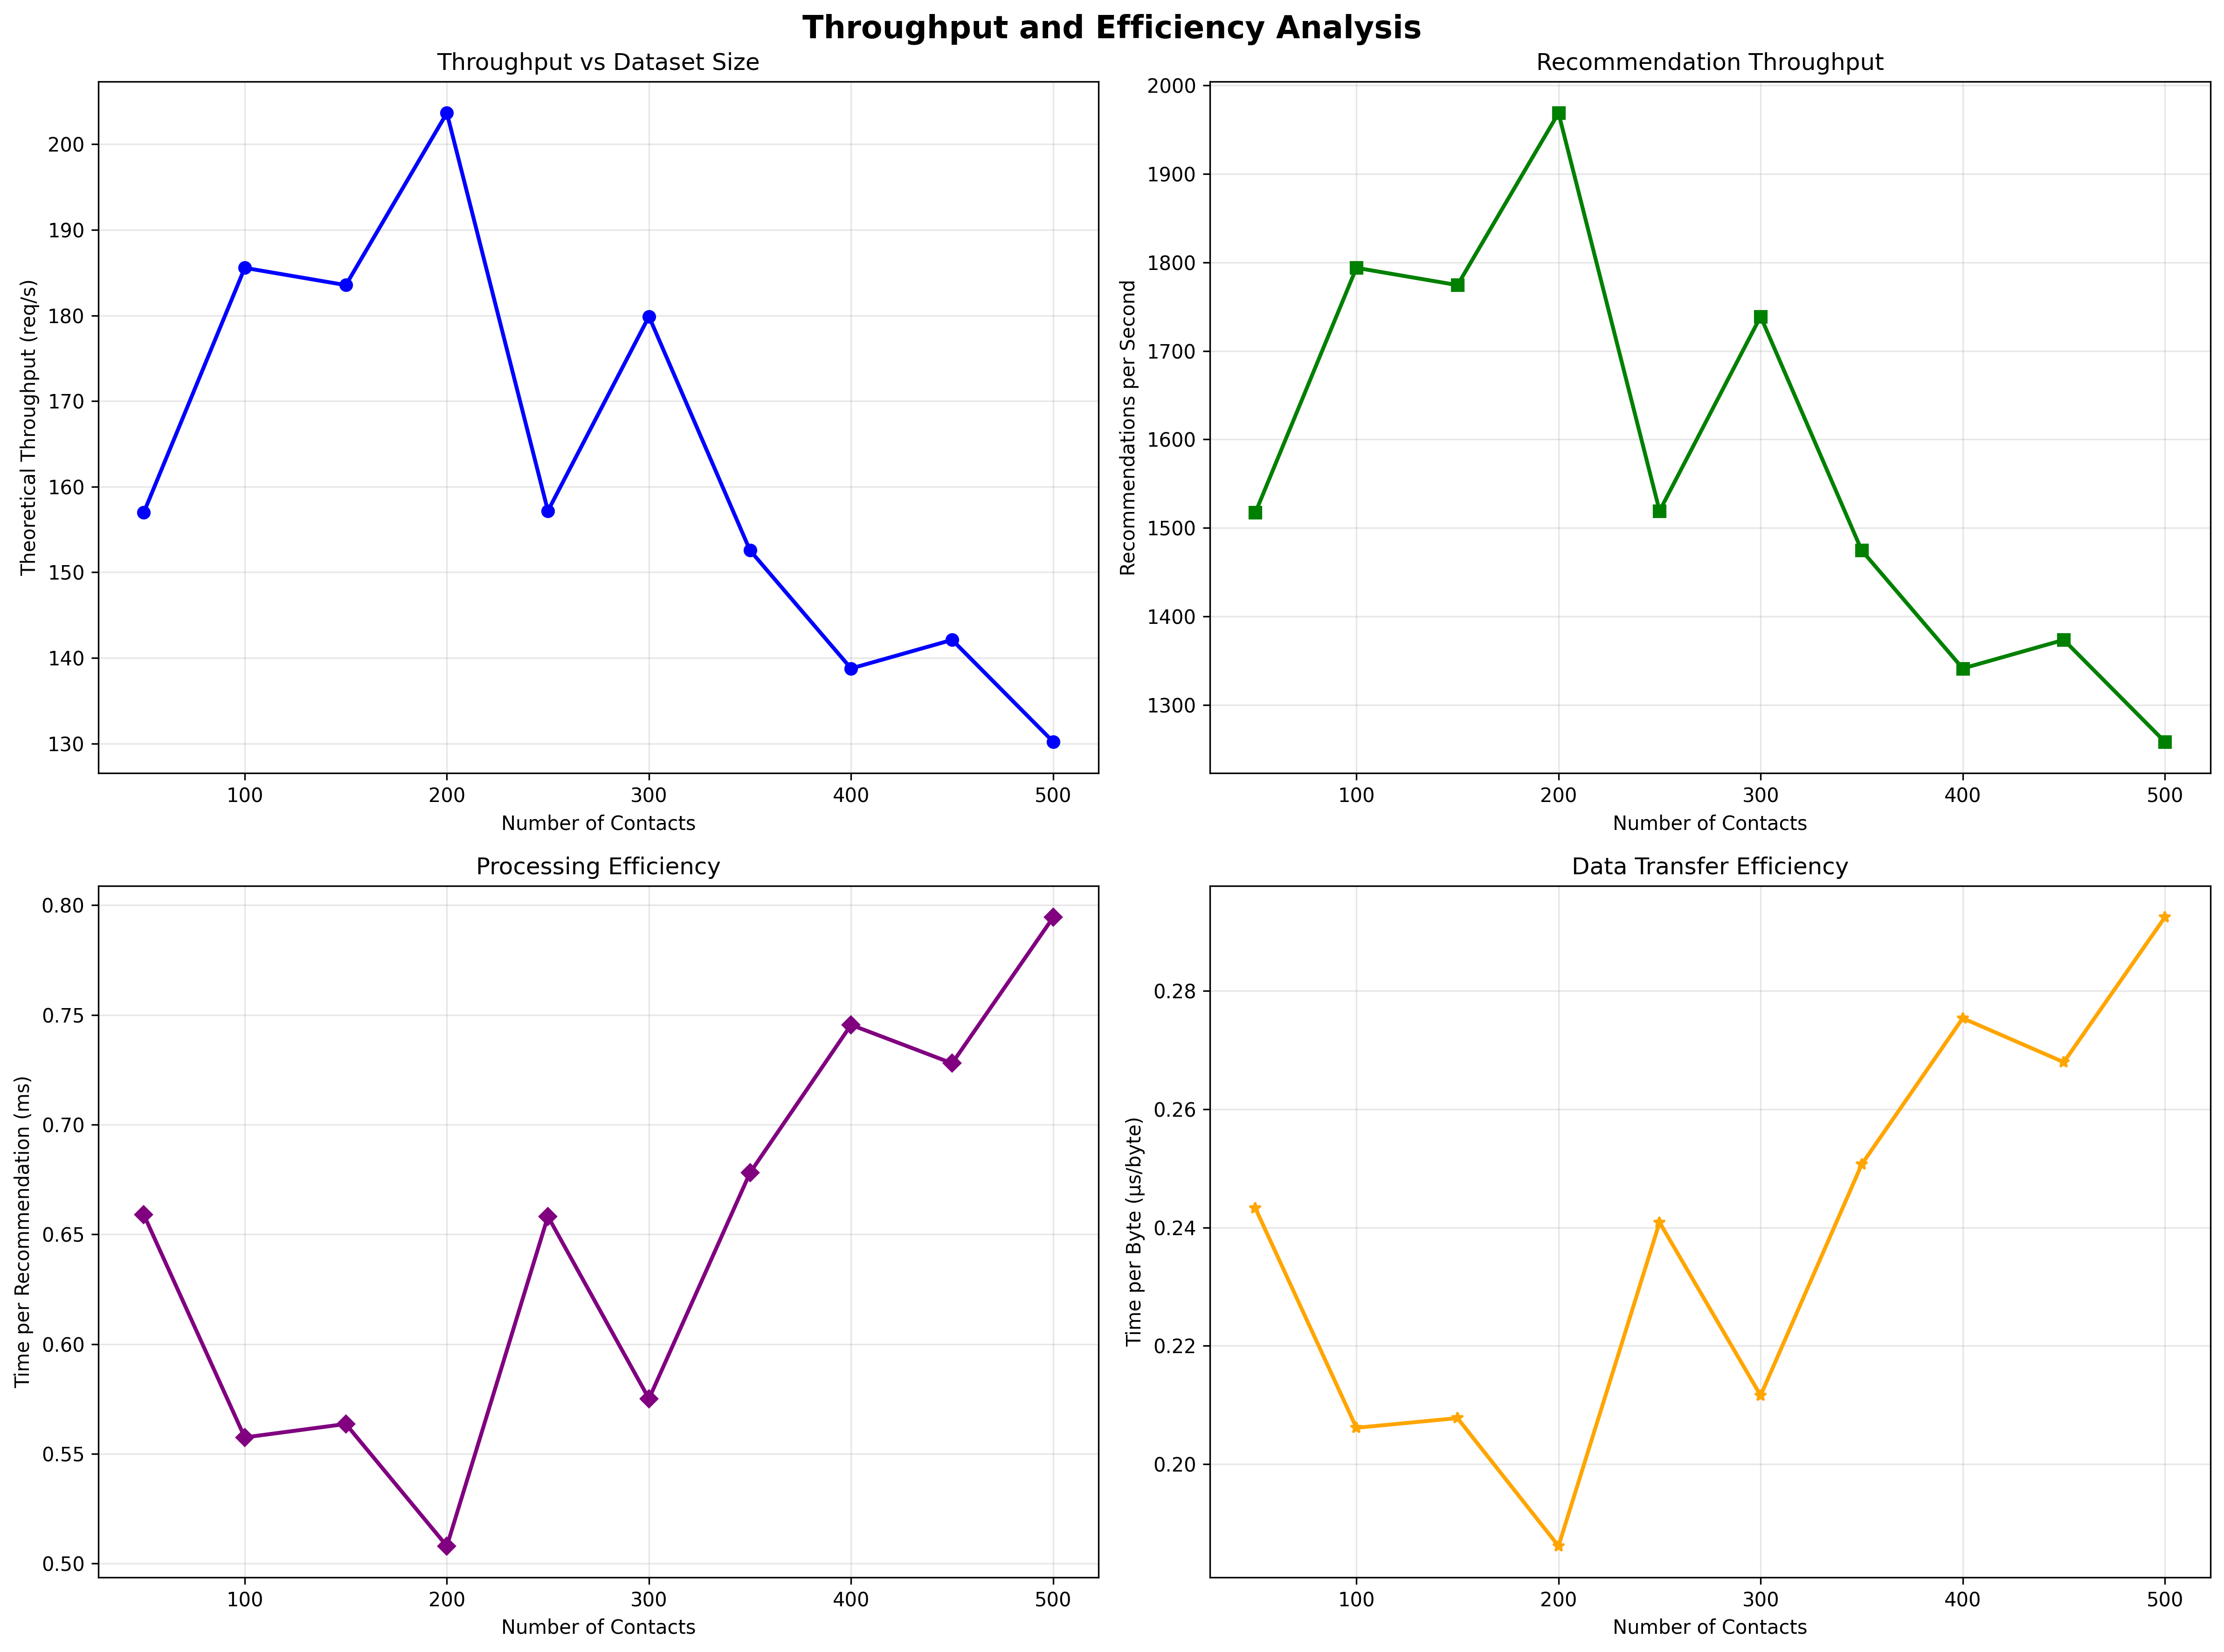 Throughput and Efficiency Analysis
Throughput vs Dataset Size
Theoretical Throughput (req/s)
200
190
180
170
160
150
140
130
100 200 300 400 500
Number of Contacts
Recommendation Throughput
Recommendations per Second
2000
1900
1800
1700
1600
1500
1400
1300
100 200 300 400 500
Number of Contacts
Processing Efficiency
Time per Recommendation (ms)
0.80
0.75
0.70
0.65
0.60
0.55
0.50
100 200 300 400 500
Number of Contacts
Data Transfer Efficiency
Time per Byte (μs/byte)
0.28
0.26
0.24
0.22
0.20
100 200 300 400 500
Number of Contacts